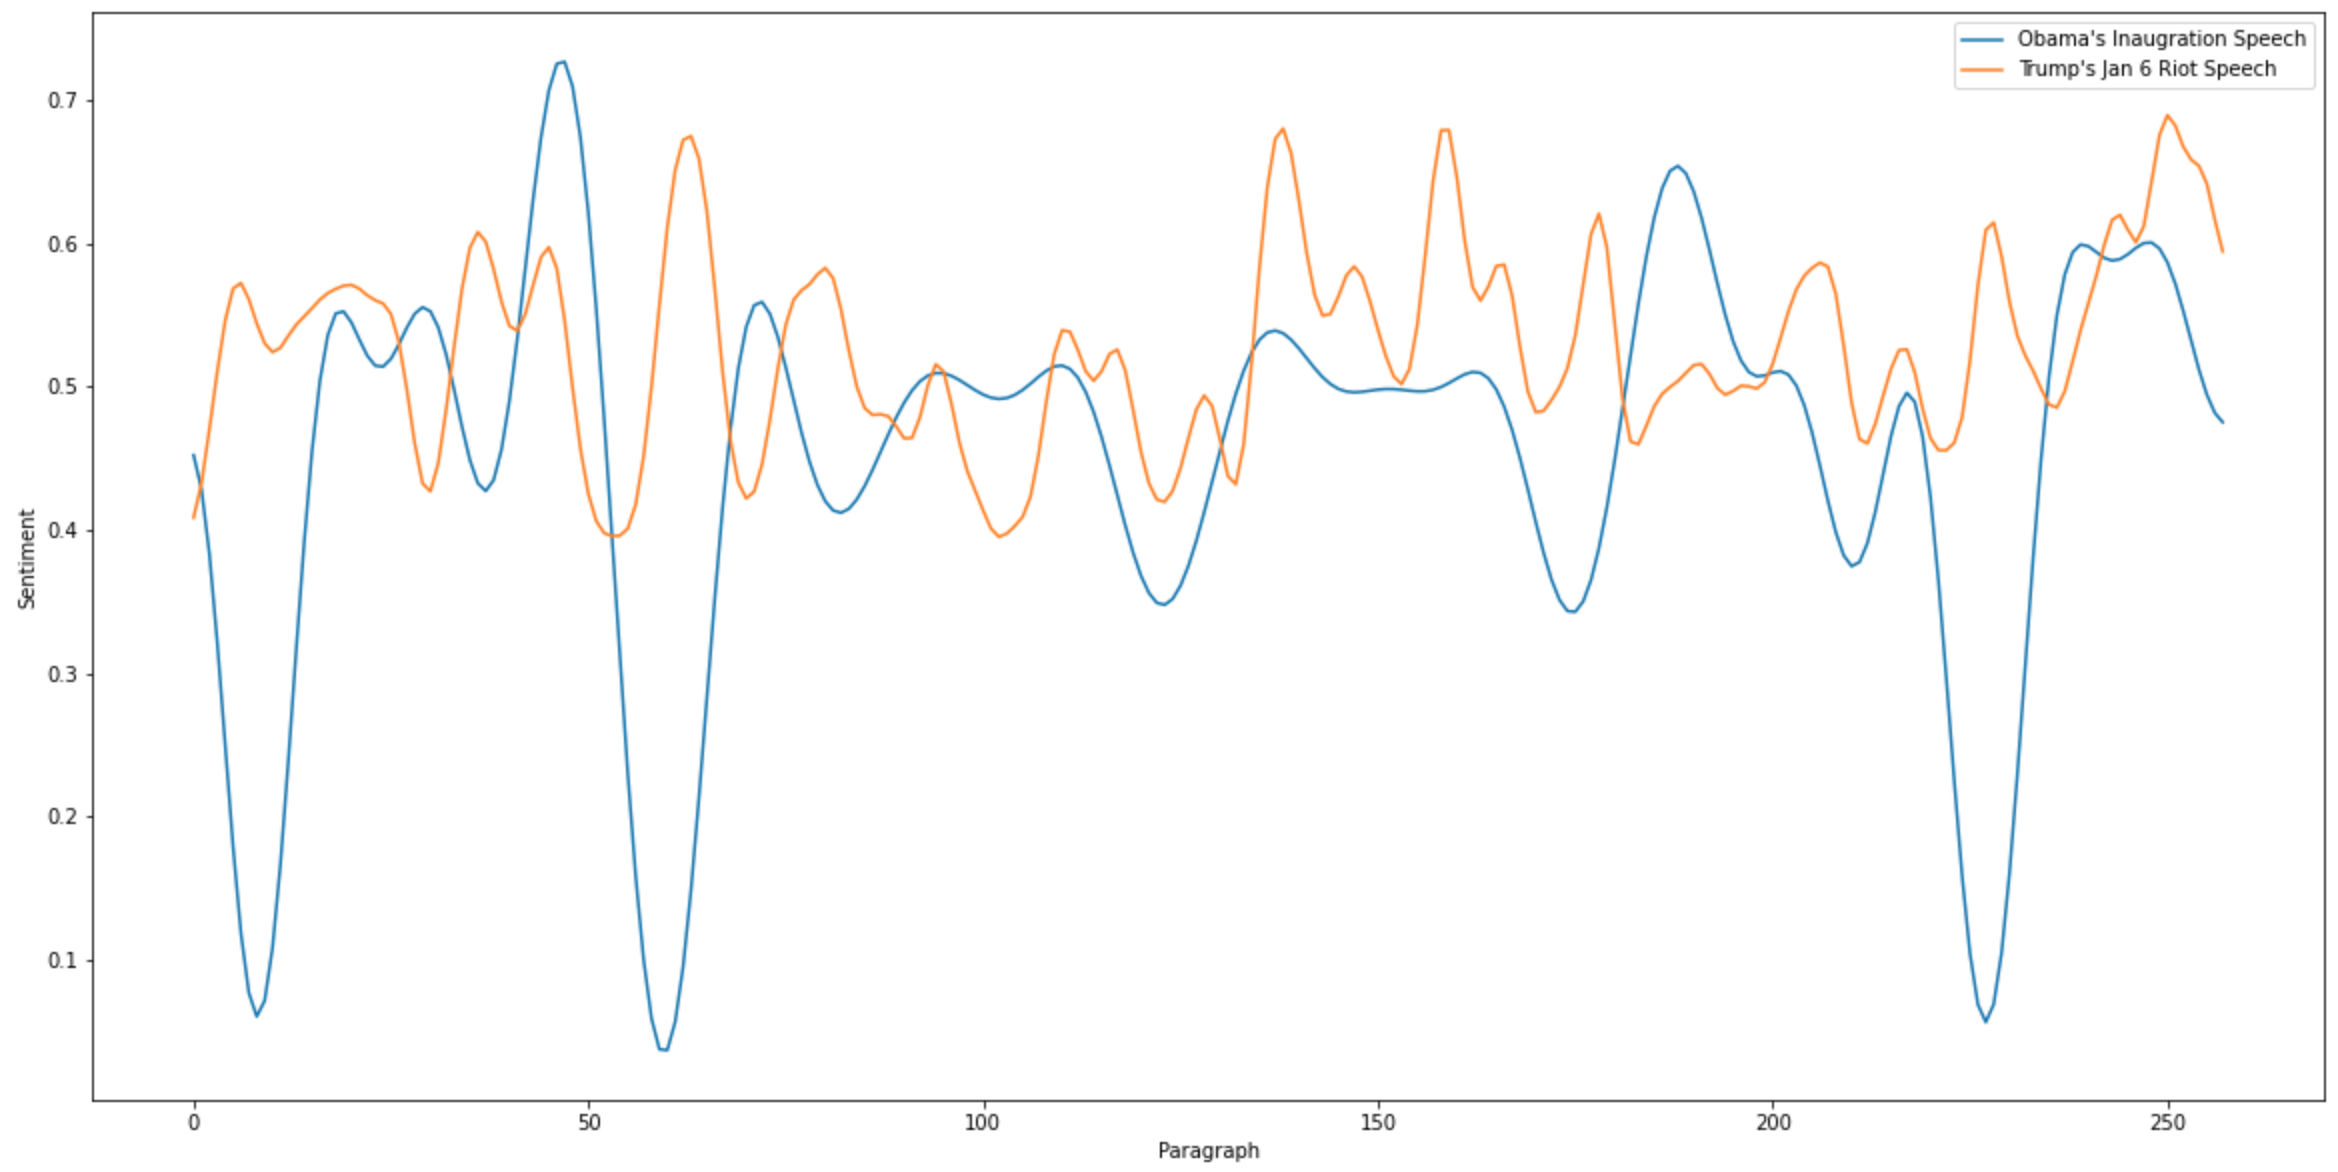 Obama's Inaugration Speech
Trump's Jan 6 Riot Speech
0.7
0.6
0.5
0.4
0.3
0.2
0.1
Sentiment
0 50 100 150 200 250
Paragraph